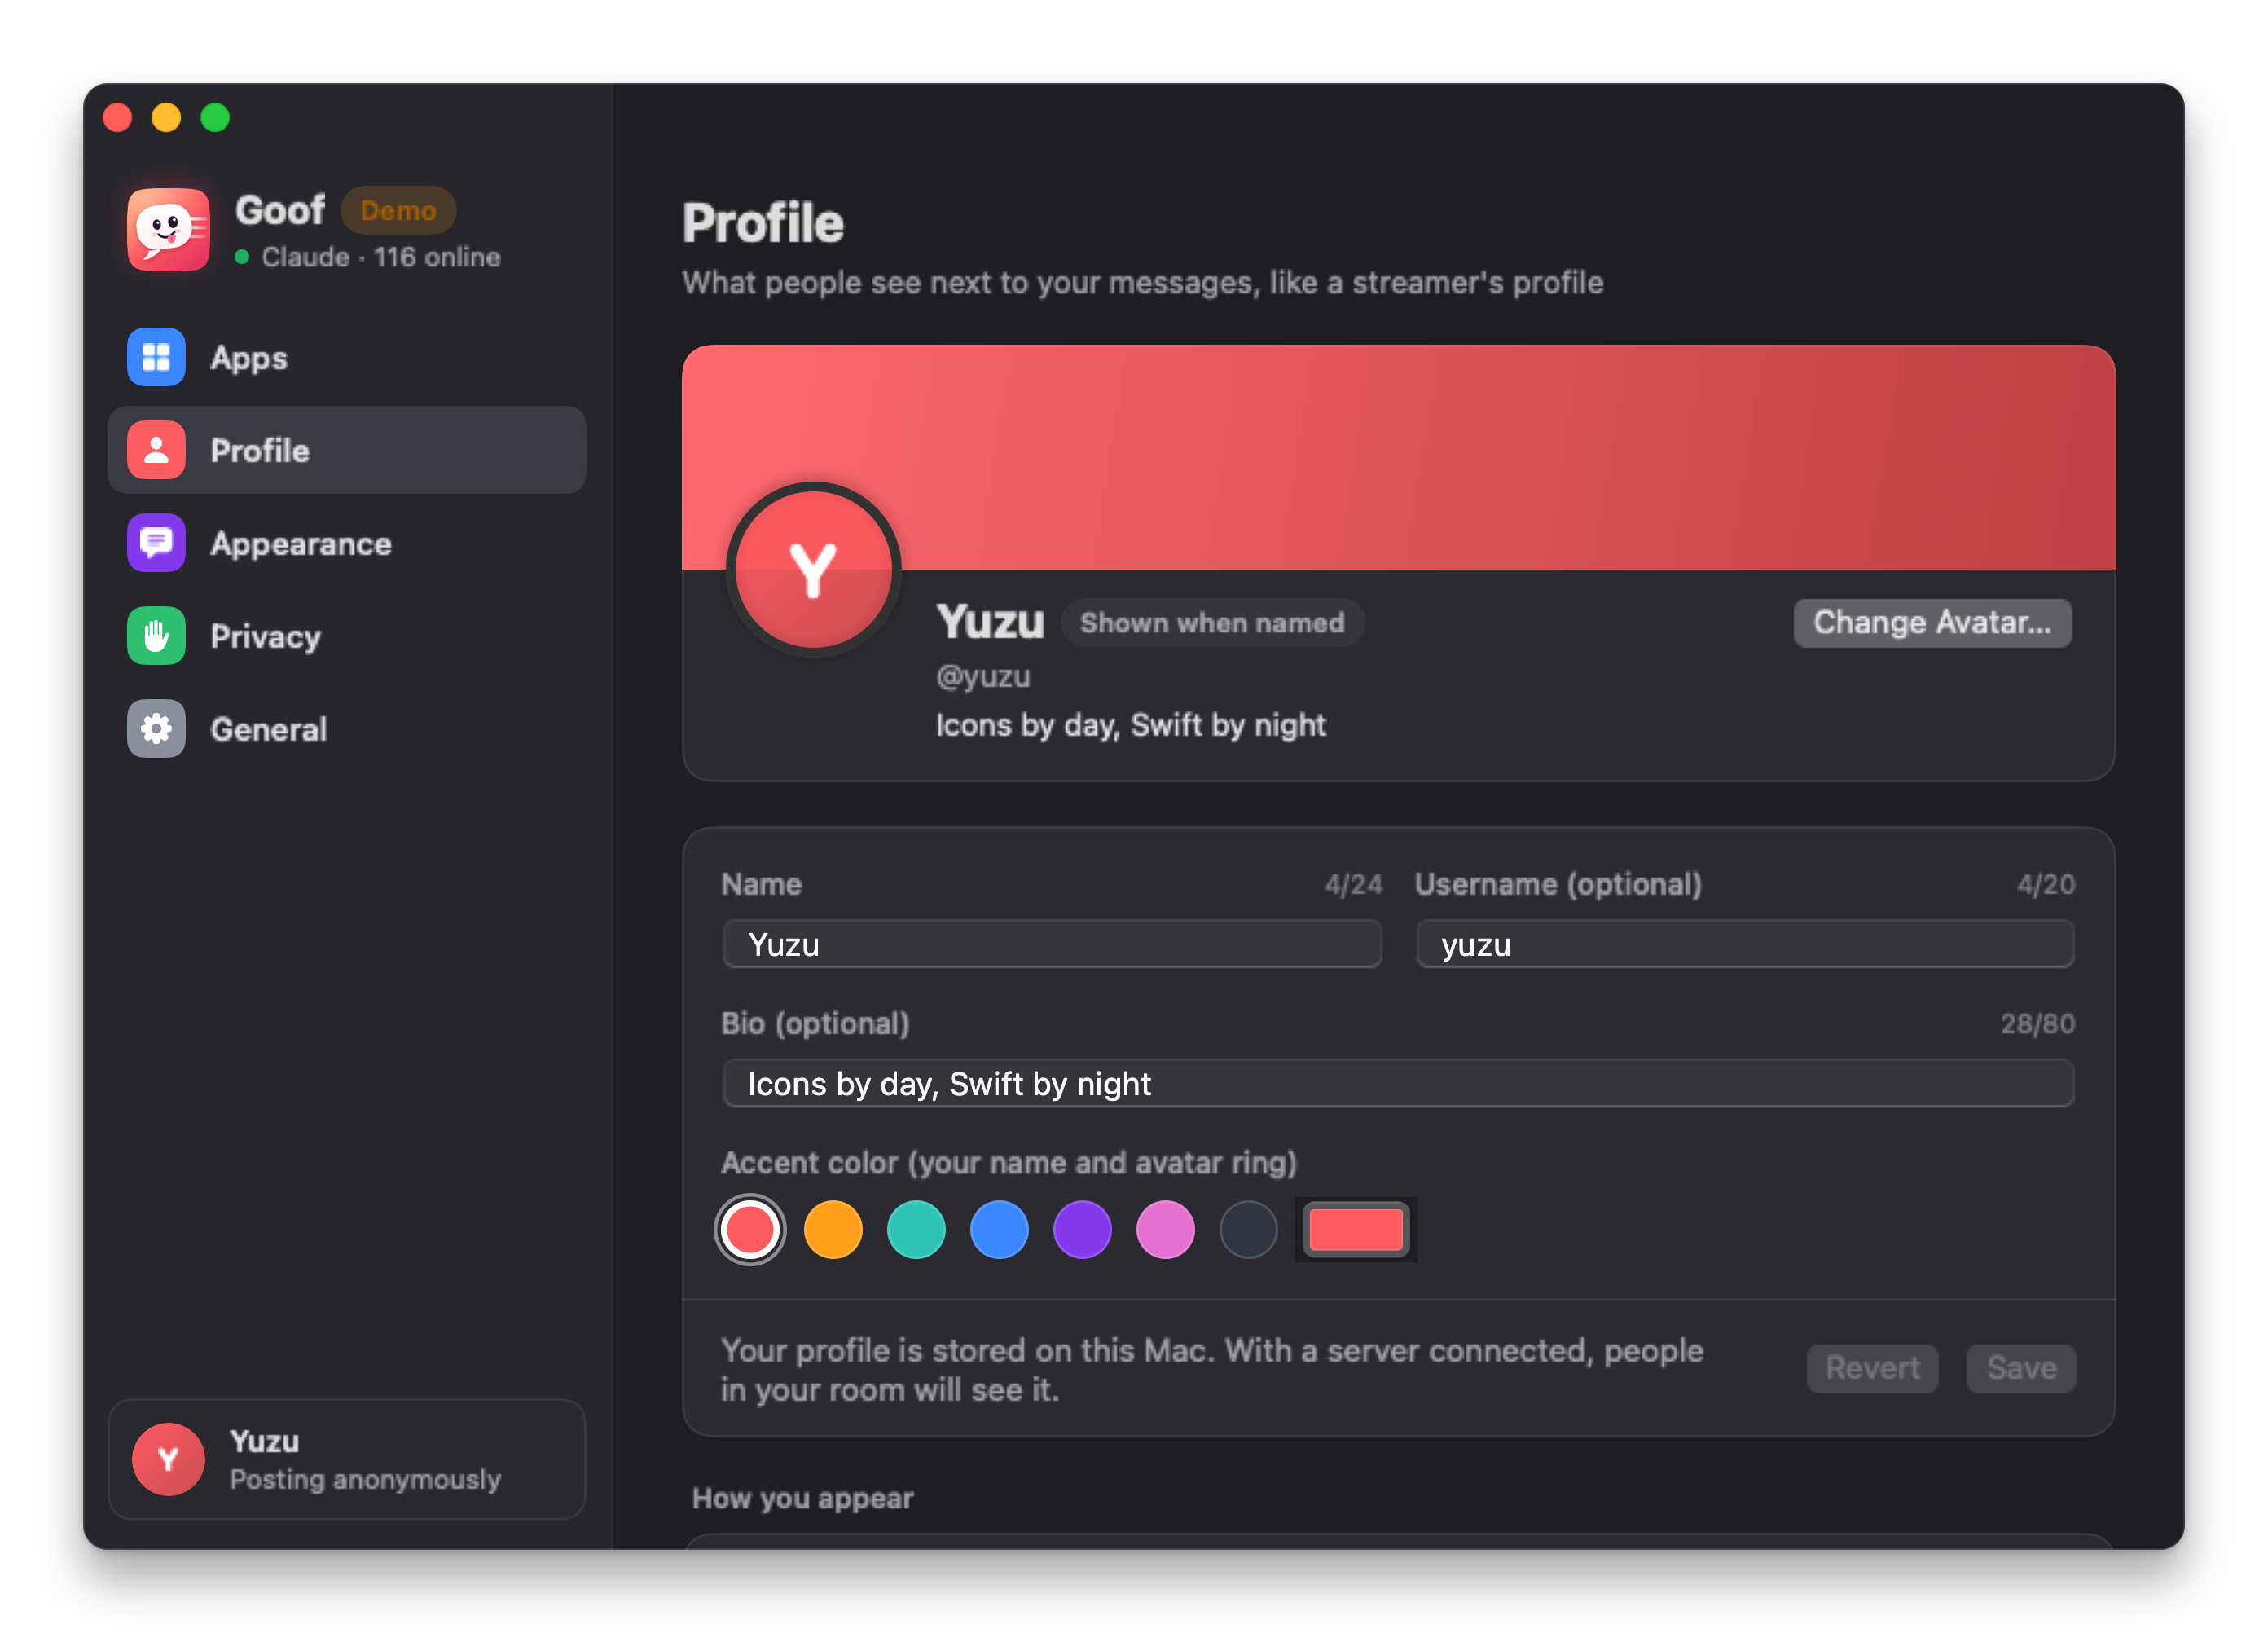 Goof
Demo
Claude · 116 online
Apps
Profile
Appearance
Privacy
General
Y
Yuzu
Posting anonymously
Profile
What people see next to your messages, like a streamer's profile
Y
Yuzu
Shown when named
Change Avatar...
@yuzu
Icons by day, Swift by night
Name
4/24
Username (optional)
4/20
Yuzu
yuzu
Bio (optional)
28/80
Icons by day, Swift by night
Accent color (your name and avatar ring)
Your profile is stored on this Mac. With a server connected, people
in your room will see it.
Revert
Save
How you appear